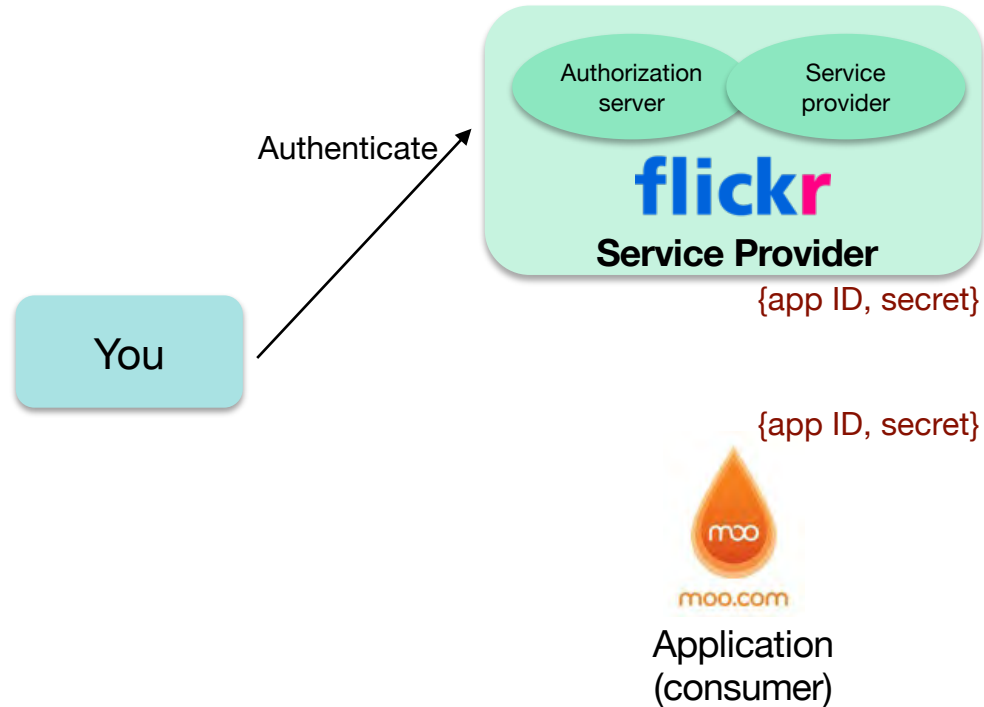 Authorization
server
Service
provider
Authenticate
flickr
Service Provider
{app ID, secret}
You
{app ID, secret}
moo
moo.com
Application
(consumer)